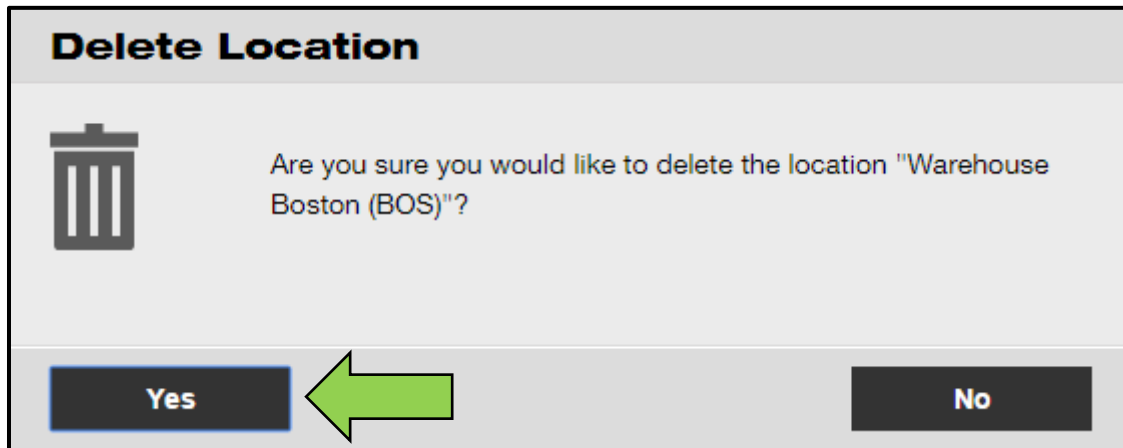 Delete Location
Are you sure you would like to delete the location "Warehouse
Boston (BOS)"?
Yes
No